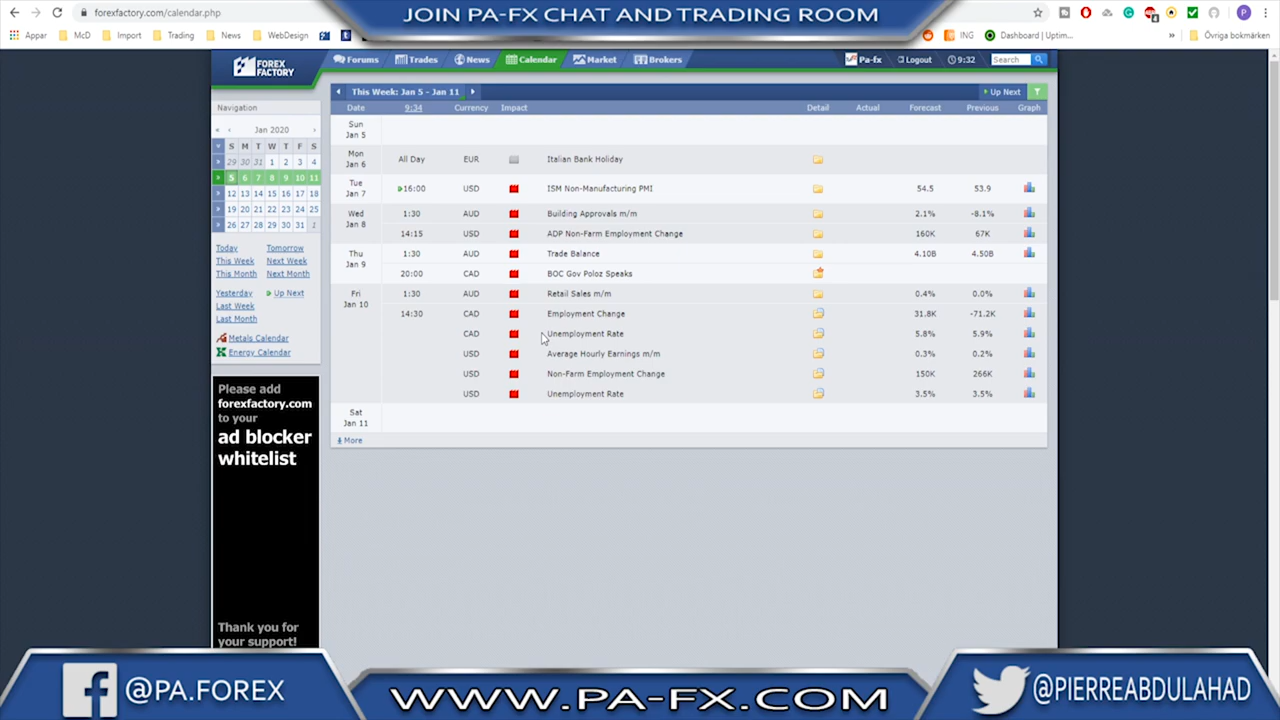 JOIN PA-FX CHAT AND TRADING ROOM
forexfactory.com/calendar.php
Appar McD Import Trading News WebDesign ING Dashboard | Uptim... » Övriga bokmärken
FOREX FACTORY
Forums Trades News Calendar Market Brokers Pa-fx Logout 9:32 Search
Navigation
« ‹ Jan 2020 ›
S M T W T F S
29 30 31 1 2 3 4
5 6 7 8 9 10 11
12 13 14 15 16 17 18
19 20 21 22 23 24 25
26 27 28 29 30 31 1
Today Tomorrow
This Week Next Week
This Month Next Month
Yesterday Up Next
Last Week
Last Month
Metals Calendar
Energy Calendar
Please add
forexfactory.com
to your
ad blocker
whitelist
Thank you for
your support!
This Week: Jan 5 - Jan 11 Up Next
Date 9:34 Currency Impact Detail Actual Forecast Previous Graph
Sun
Jan 5
Mon
Jan 6
All Day EUR Italian Bank Holiday
Tue
Jan 7
16:00 USD ISM Non-Manufacturing PMI 54.5 53.9
Wed
Jan 8
1:30 AUD Building Approvals m/m 2.1% -8.1%
14:15 USD ADP Non-Farm Employment Change 160K 67K
Thu
Jan 9
1:30 AUD Trade Balance 4.10B 4.50B
20:00 CAD BOC Gov Poloz Speaks
Fri
Jan 10
1:30 AUD Retail Sales m/m 0.4% 0.0%
14:30 CAD Employment Change 31.8K -71.2K
CAD Unemployment Rate 5.8% 5.9%
USD Average Hourly Earnings m/m 0.3% 0.2%
USD Non-Farm Employment Change 150K 266K
USD Unemployment Rate 3.5% 3.5%
Sat
Jan 11
More
@PA.FOREX
WWW.PA-FX.COM
@PIERREABDULAHAD